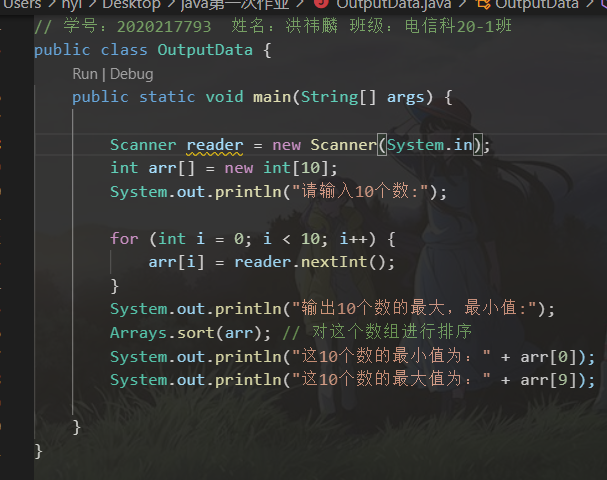 Users > hyl > Desktop > java第一次作业 > OutputData.java > OutputData >
// 学号：2020217793  姓名：洪祎麟 班级：电信科20-1班
public class OutputData {
Run | Debug
public static void main(String[] args) {
Scanner reader = new Scanner(System.in);
int arr[] = new int[10];
System.out.println("请输入10个数:");
for (int i = 0; i < 10; i++) {
arr[i] = reader.nextInt();
}
System.out.println("输出10个数的最大，最小值:");
Arrays.sort(arr); // 对这个数组进行排序
System.out.println("这10个数的最小值为：" + arr[0]);
System.out.println("这10个数的最大值为：" + arr[9]);
}
}